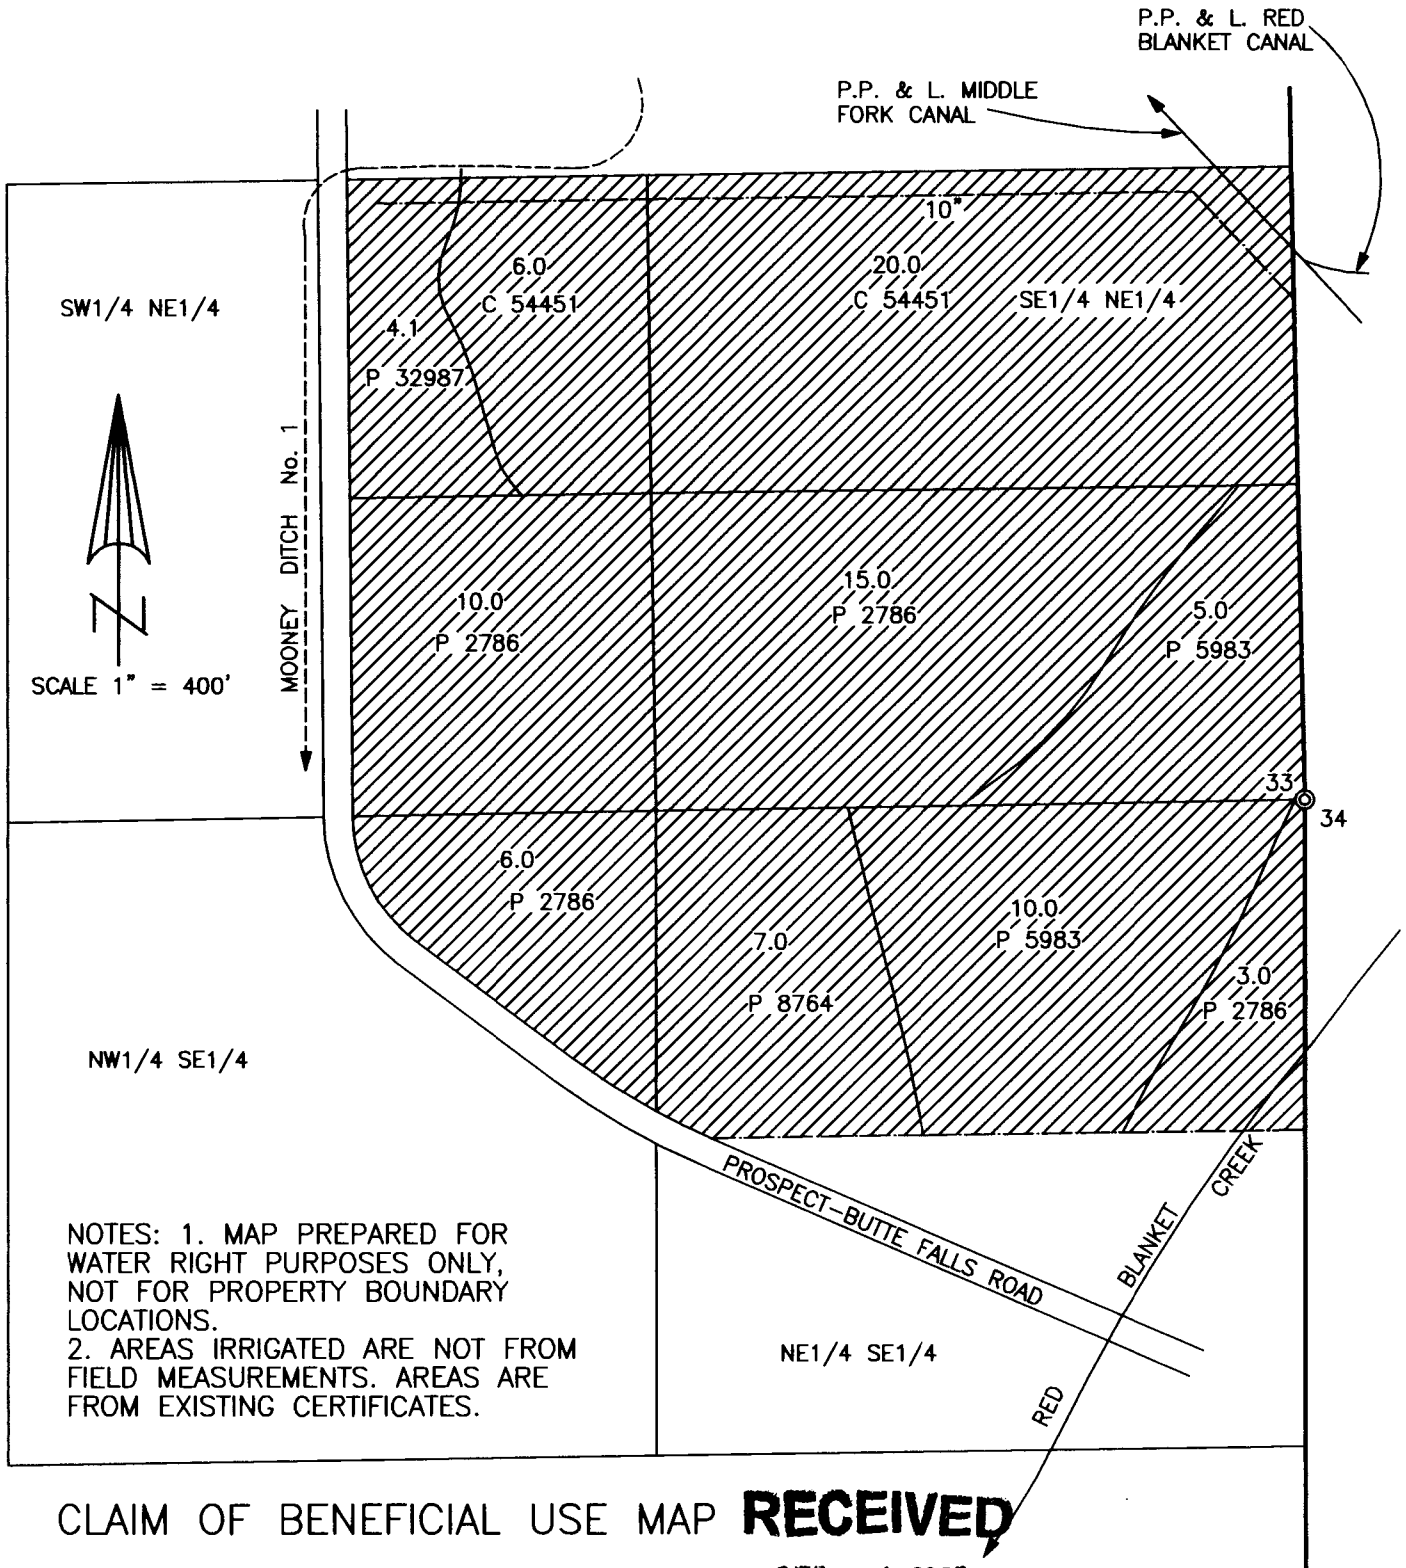 P.P. & L. RED
BLANKET CANAL
P.P. & L. MIDDLE
FORK CANAL
10"
6.0
C 54451
20.0
C 54451
SE1/4 NE1/4
SW1/4 NE1/4
4.1
P 32987
MOONEY DITCH No. 1
N
SCALE 1" = 400'
10.0
P 2786
15.0
P 2786
5.0
P 5983
33
34
6.0
P 2786
7.0
P 8764
10.0
P 5983
3.0
P 2786
NW1/4 SE1/4
PROSPECT-BUTTE FALLS ROAD
RED BLANKET CREEK
NE1/4 SE1/4
NOTES: 1. MAP PREPARED FOR
WATER RIGHT PURPOSES ONLY,
NOT FOR PROPERTY BOUNDARY
LOCATIONS.
2. AREAS IRRIGATED ARE NOT FROM
FIELD MEASUREMENTS. AREAS ARE
FROM EXISTING CERTIFICATES.
CLAIM OF BENEFICIAL USE MAP
RECEIVED